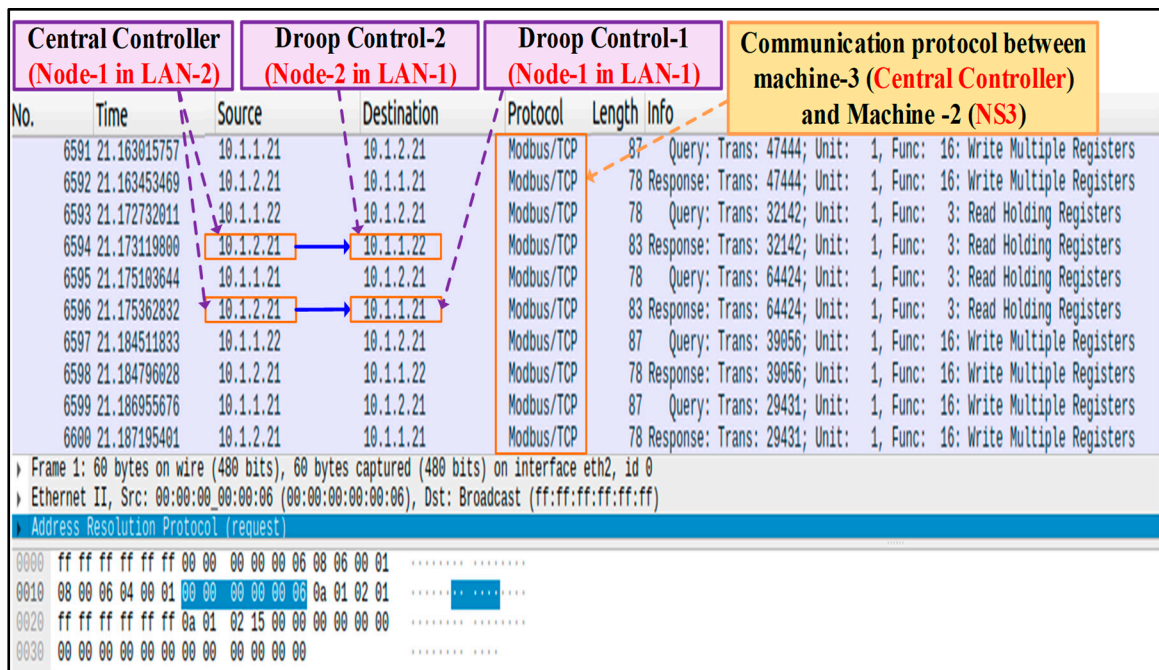 Central Controller
(Node-1 in LAN-2)
Droop Control-2
(Node-2 in LAN-1)
Droop Control-1
(Node-1 in LAN-1)
Communication protocol between
machine-3 (Central Controller)
and Machine -2 (NS3)
No. Time Source Destination Protocol Length Info
6591 21.163015757 10.1.1.21 10.1.2.21 Modbus/TCP 87 Query: Trans: 47444; Unit: 1, Func: 16: Write Multiple Registers
6592 21.163453469 10.1.2.21 10.1.1.21 Modbus/TCP 78 Response: Trans: 47444; Unit: 1, Func: 16: Write Multiple Registers
6593 21.172732011 10.1.1.22 10.1.2.21 Modbus/TCP 78 Query: Trans: 32142; Unit: 1, Func: 3: Read Holding Registers
6594 21.173119800 10.1.2.21 10.1.1.22 Modbus/TCP 83 Response: Trans: 32142; Unit: 1, Func: 3: Read Holding Registers
6595 21.175103644 10.1.1.21 10.1.2.21 Modbus/TCP 78 Query: Trans: 64424; Unit: 1, Func: 3: Read Holding Registers
6596 21.175362832 10.1.2.21 10.1.1.21 Modbus/TCP 83 Response: Trans: 64424; Unit: 1, Func: 3: Read Holding Registers
6597 21.184511833 10.1.1.22 10.1.2.21 Modbus/TCP 87 Query: Trans: 39056; Unit: 1, Func: 16: Write Multiple Registers
6598 21.184796028 10.1.2.21 10.1.1.22 Modbus/TCP 78 Response: Trans: 39056; Unit: 1, Func: 16: Write Multiple Registers
6599 21.186955676 10.1.1.21 10.1.2.21 Modbus/TCP 87 Query: Trans: 29431; Unit: 1, Func: 16: Write Multiple Registers
6600 21.187195401 10.1.2.21 10.1.1.21 Modbus/TCP 78 Response: Trans: 29431; Unit: 1, Func: 16: Write Multiple Registers
Frame 1: 60 bytes on wire (480 bits), 60 bytes captured (480 bits) on interface eth2, id 0
Ethernet II, Src: 00:00:00_00:00:06 (00:00:00:00:00:06), Dst: Broadcast (ff:ff:ff:ff:ff:ff)
Address Resolution Protocol (request)
0000 ff ff ff ff ff ff 00 00 00 00 00 06 08 06 00 01 ········ ········
0010 08 00 06 04 00 01 00 00 00 00 00 06 0a 01 02 01 ········ ········
0020 ff ff ff ff ff ff 0a 01 02 15 00 00 00 00 00 00 ········ ········
0030 00 00 00 00 00 00 00 00 00 00 00 00 ········ ····